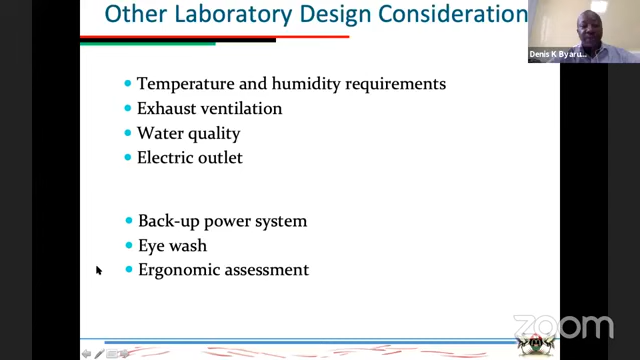 Other Laboratory Design Consideration
Denis K Byaru...
Temperature and humidity requirements
Exhaust ventilation
Water quality
Electric outlet
Back-up power system
Eye wash
Ergonomic assessment
zoom